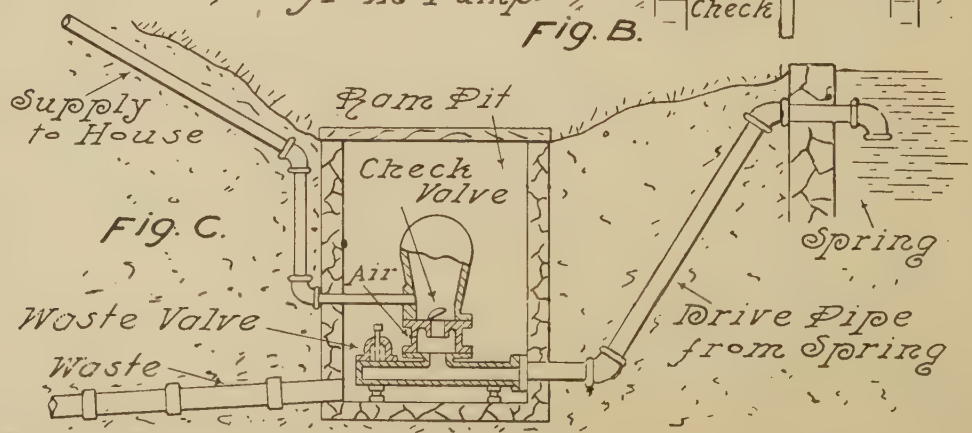 Pump
Check
Fig. B.
Supply
to House
Ram Pit
Check
Valve
Fig. C.
Air
Spring
Waste Valve
Drive Pipe
from Spring
Waste